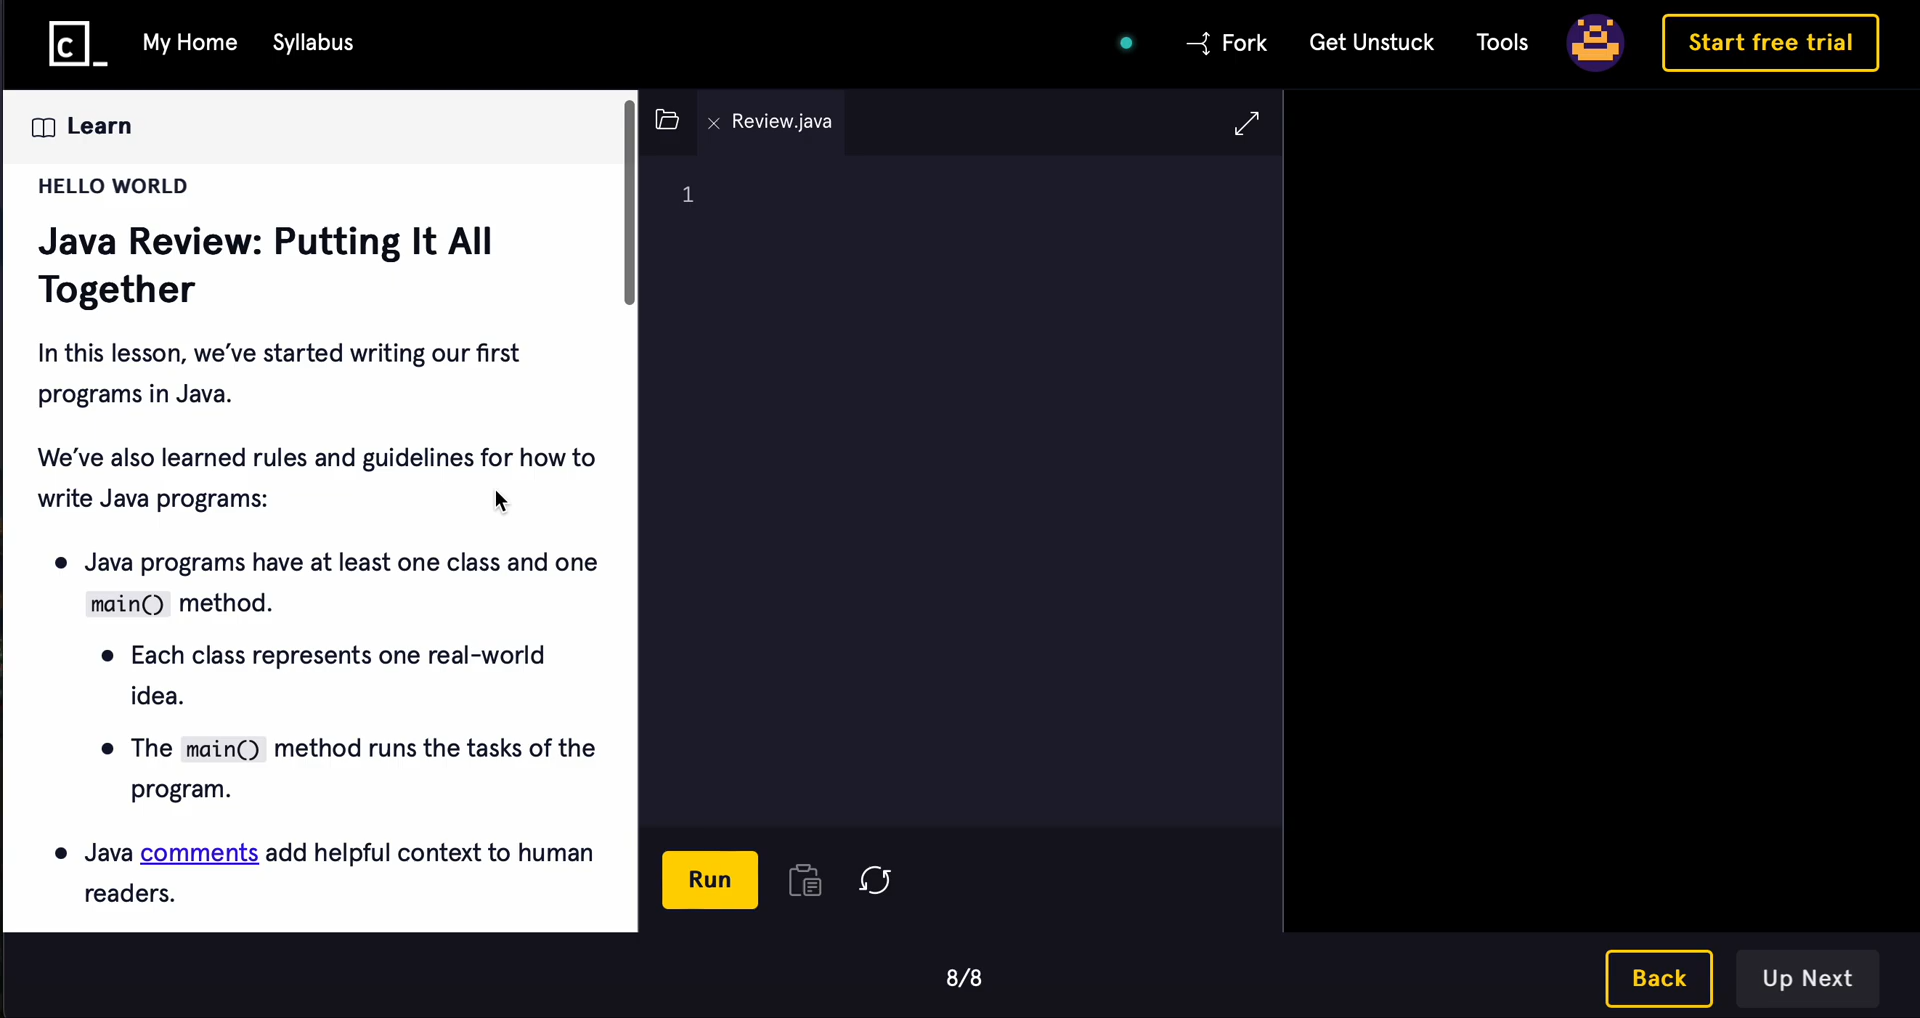 C_ My Home Syllabus Fork Get Unstuck Tools Start free trial
Learn
Review.java
HELLO WORLD
1
Java Review: Putting It All
Together
In this lesson, we’ve started writing our first
programs in Java.
We’ve also learned rules and guidelines for how to
write Java programs:
Java programs have at least one class and one
main() method.
Each class represents one real-world
idea.
The main() method runs the tasks of the
program.
Java comments add helpful context to human
readers.
Run
8/8
Back Up Next